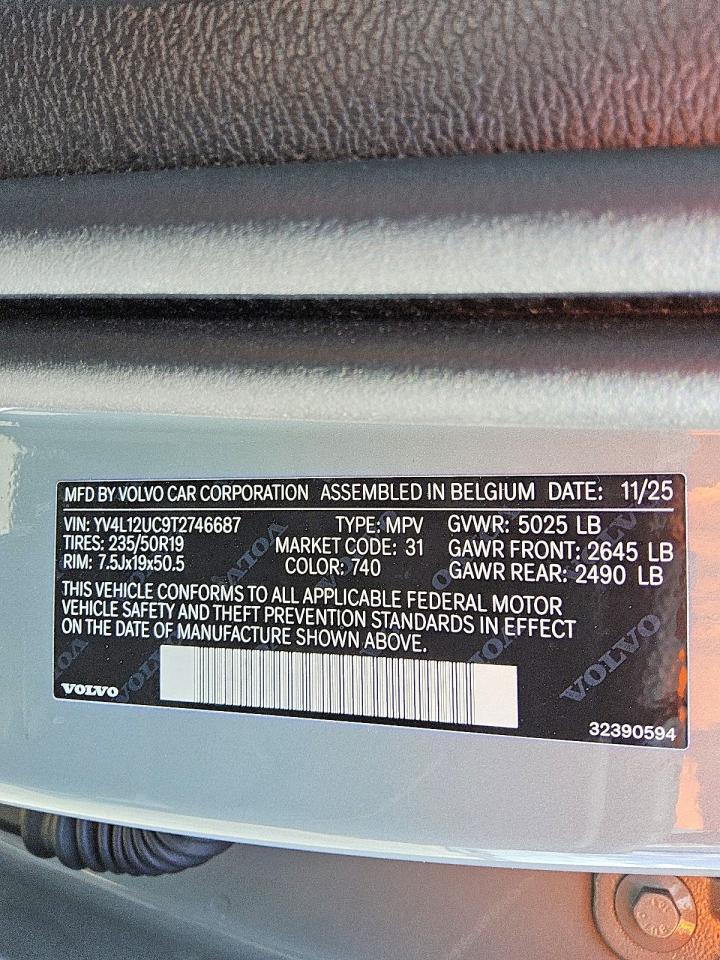 MFD BY VOLVO CAR CORPORATION ASSEMBLED IN BELGIUM DATE: 11/25
VIN: YV4L12UC9T2746687 TYPE: MPV GVWR: 5025 LB
TIRES: 235/50R19 MARKET CODE: 31 GAWR FRONT: 2645 LB
RIM: 7.5Jx19x50.5 COLOR: 740 GAWR REAR: 2490 LB
THIS VEHICLE CONFORMS TO ALL APPLICABLE FEDERAL MOTOR
VEHICLE SAFETY AND THEFT PREVENTION STANDARDS IN EFFECT
ON THE DATE OF MANUFACTURE SHOWN ABOVE.
VOLVO
32390594